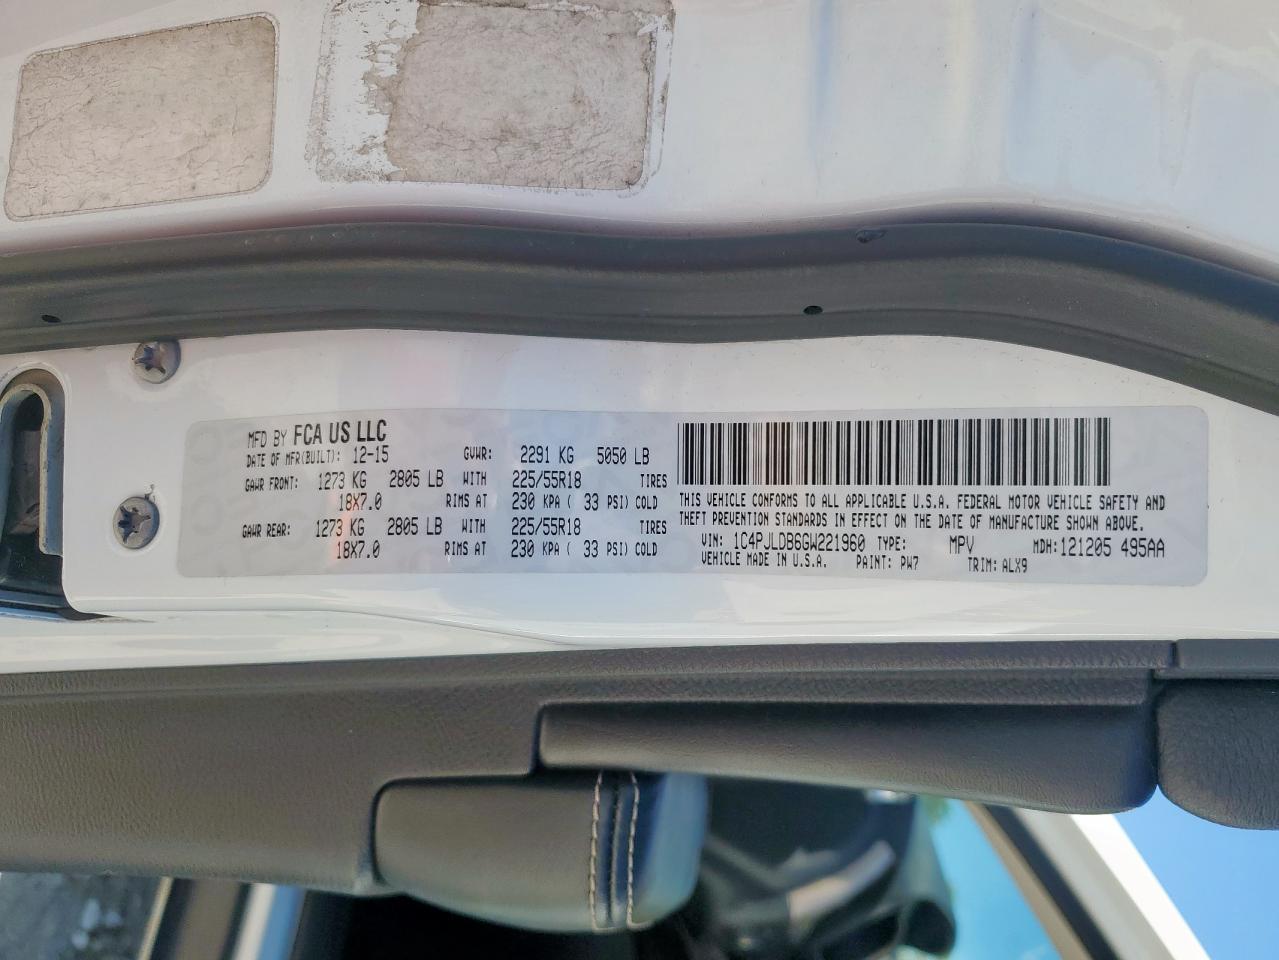 MFD BY FCA US LLC
DATE OF MFR(BUILT): 12-15 GVWR: 2291 KG 5050 LB
GAWR FRONT: 1273 KG 2805 LB WITH 225/55R18 TIRES
18X7.0 RIMS AT 230 KPA ( 33 PSI) COLD
GAWR REAR: 1273 KG 2805 LB WITH 225/55R18 TIRES
18X7.0 RIMS AT 230 KPA ( 33 PSI) COLD
THIS VEHICLE CONFORMS TO ALL APPLICABLE U.S.A. FEDERAL MOTOR VEHICLE SAFETY AND
THEFT PREVENTION STANDARDS IN EFFECT ON THE DATE OF MANUFACTURE SHOWN ABOVE.
VIN: 1C4PJLDB6GW221960 TYPE: MPV MDH: 121205 495AA
VEHICLE MADE IN U.S.A. PAINT: PW7 TRIM: ALX9